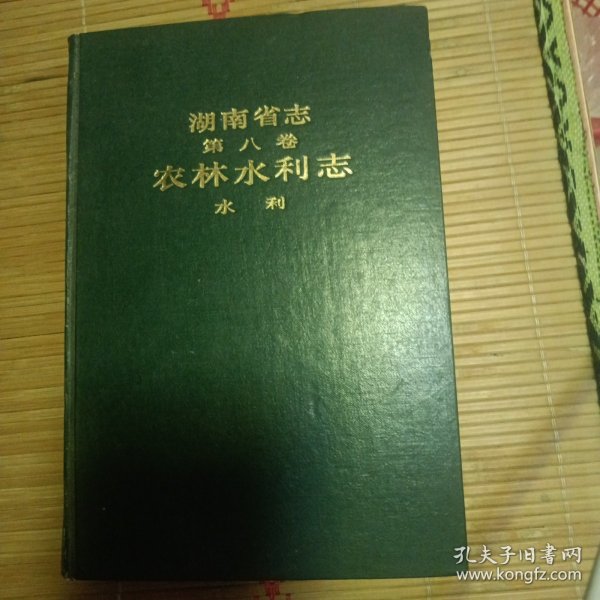 湖南省志
第八卷
农林水利志
水利
孔夫子旧书网
www.kongfz.com